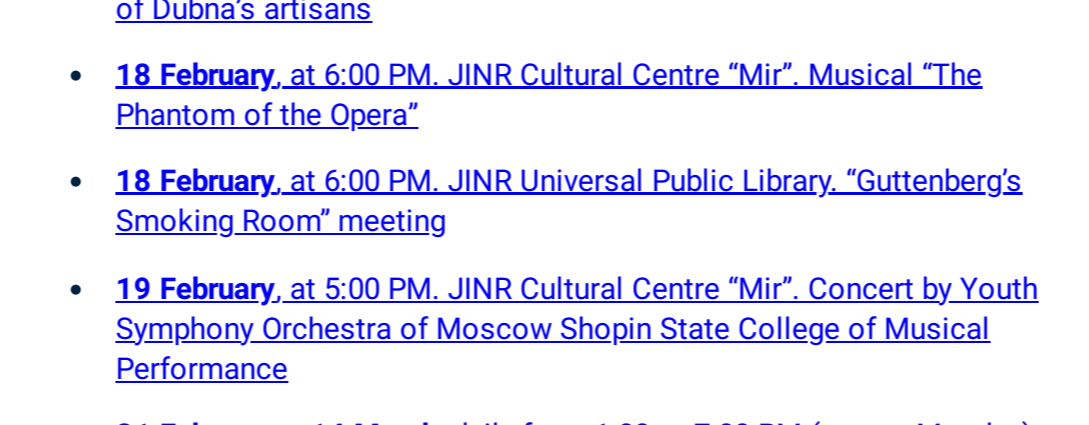 of Dubna’s artisans
18 February, at 6:00 PM. JINR Cultural Centre “Mir”. Musical “The
Phantom of the Opera”
18 February, at 6:00 PM. JINR Universal Public Library. “Guttenberg’s
Smoking Room” meeting
19 February, at 5:00 PM. JINR Cultural Centre “Mir”. Concert by Youth
Symphony Orchestra of Moscow Shopin State College of Musical
Performance